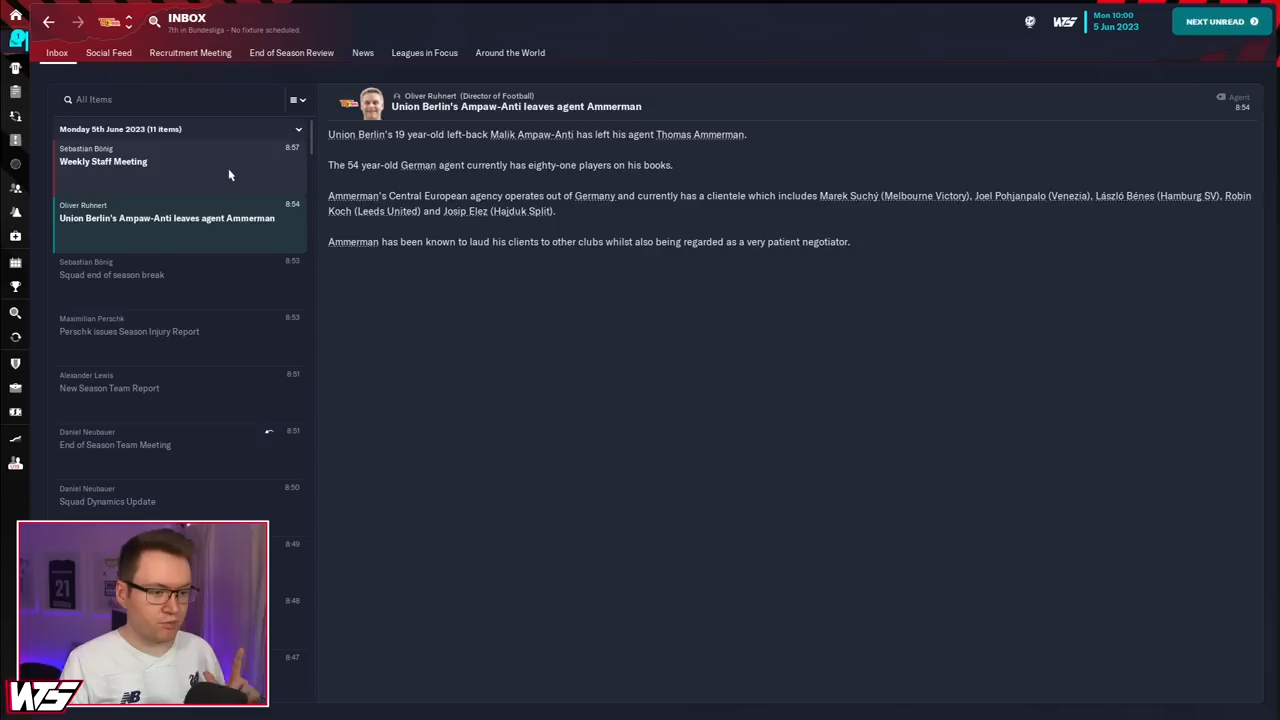 INBOX
7th in Bundesliga - No fixture scheduled.
Mon 10:00
5 Jun 2023
NEXT UNREAD
Inbox
Social Feed
Recruitment Meeting
End of Season Review
News
Leagues in Focus
Around the World
All Items
Monday 5th June 2023 (11 items)
Sebastian Bönig
8:57
Weekly Staff Meeting
Oliver Ruhnert
8:54
Union Berlin's Ampaw-Anti leaves agent Ammerman
Sebastian Bönig
8:53
Squad end of season break
Maximilian Perschk
8:53
Perschk issues Season Injury Report
Alexander Lewis
8:51
New Season Team Report
Daniel Neubauer
8:51
End of Season Team Meeting
Daniel Neubauer
8:50
Squad Dynamics Update
8:49
8:48
8:47
Oliver Ruhnert (Director of Football)
Union Berlin's Ampaw-Anti leaves agent Ammerman
Agent
8:54
Union Berlin's 19 year-old left-back Malik Ampaw-Anti has left his agent Thomas Ammerman.
The 54 year-old German agent currently has eighty-one players on his books.
Ammerman's Central European agency operates out of Germany and currently has a clientele which includes Marek Suchý (Melbourne Victory), Joel Pohjanpalo (Venezia), László Bénes (Hamburg SV), Robin
Koch (Leeds United) and Josip Elez (Hajduk Split).
Ammerman has been known to laud his clients to other clubs whilst also being regarded as a very patient negotiator.
21
WTS